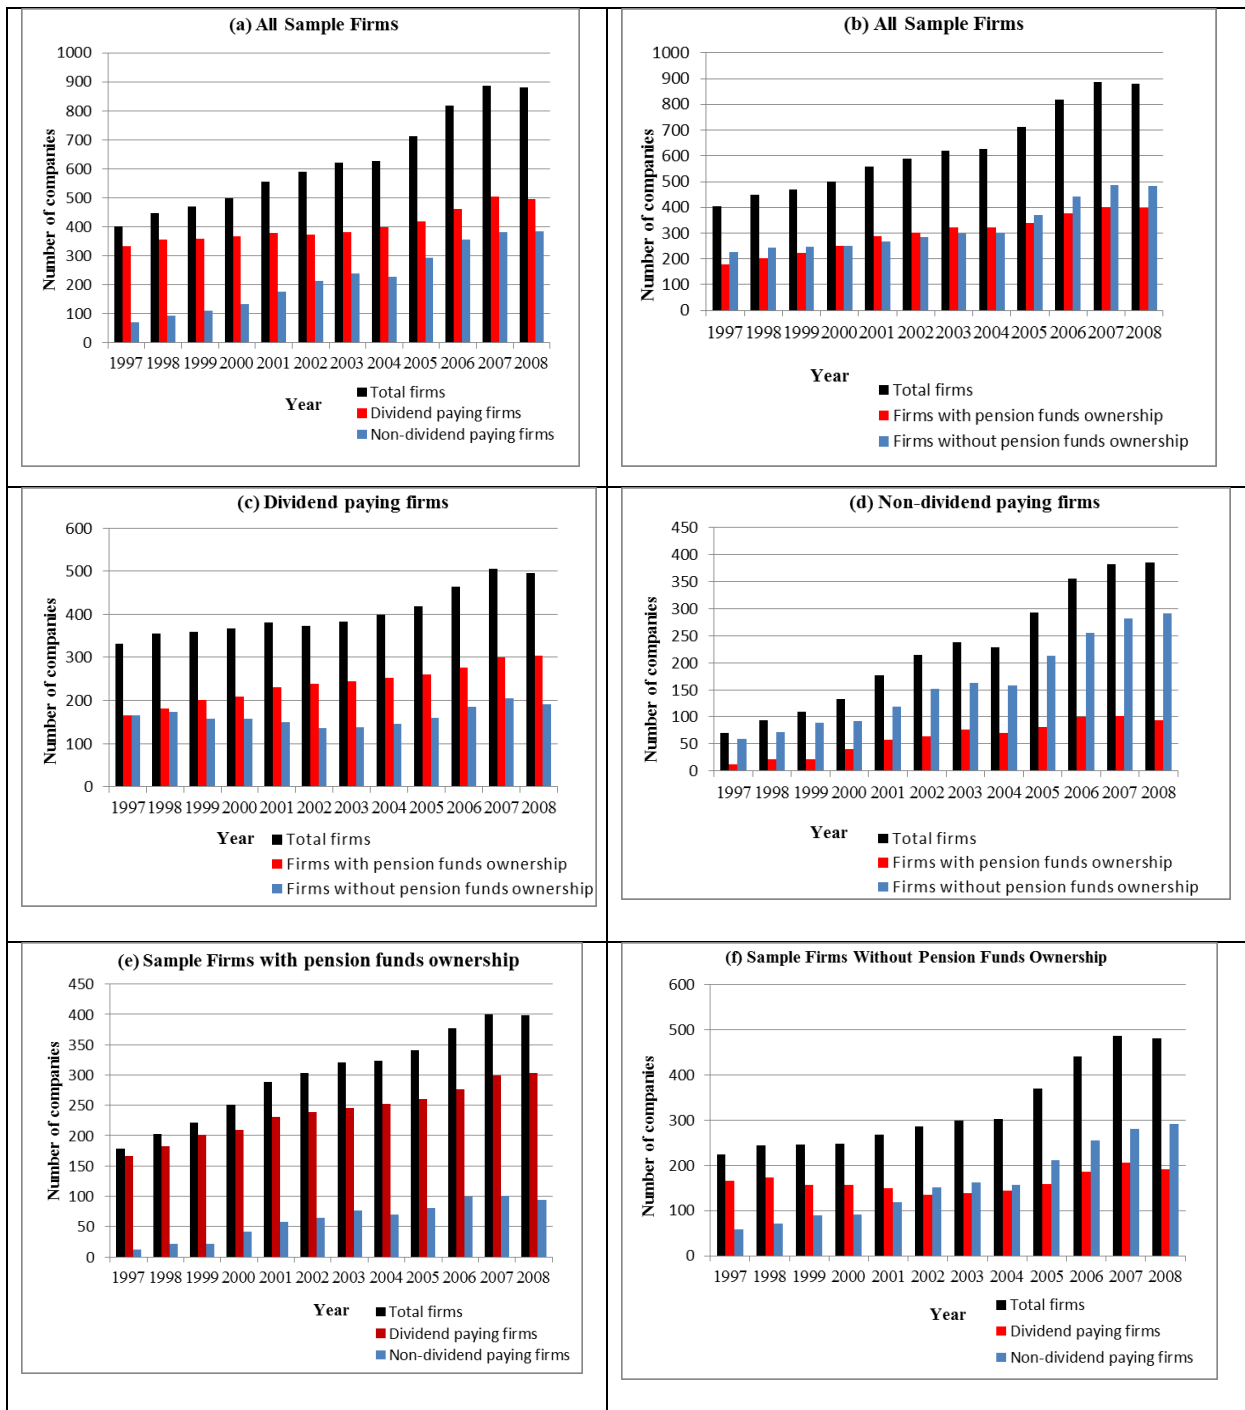 (a) All Sample Firms
1000
900
800
700
600
500
400
300
200
100
0
Number of companies
1997 1998 1999 2000 2001 2002 2003 2004 2005 2006 2007 2008
Year
Total firms
Dividend paying firms
Non-dividend paying firms
(b) All Sample Firms
1000
900
800
700
600
500
400
300
200
100
0
Number of companies
1997 1998 1999 2000 2001 2002 2003 2004 2005 2006 2007 2008
Year
Total firms
Firms with pension funds ownership
Firms without pension funds ownership
(c) Dividend paying firms
600
500
400
300
200
100
0
Number of companies
1997 1998 1999 2000 2001 2002 2003 2004 2005 2006 2007 2008
Year
Total firms
Firms with pension funds ownership
Firms without pension funds ownership
(d) Non-dividend paying firms
450
400
350
300
250
200
150
100
50
0
Number of companies
1997 1998 1999 2000 2001 2002 2003 2004 2005 2006 2007 2008
Year
Total firms
Firms with pension funds ownership
Firms without pension funds ownership
(e) Sample Firms with pension funds ownership
450
400
350
300
250
200
150
100
50
0
Number of companies
1997 1998 1999 2000 2001 2002 2003 2004 2005 2006 2007 2008
Year
Total firms
Dividend paying firms
Non-dividend paying firms
(f) Sample Firms Without Pension Funds Ownership
600
500
400
300
200
100
0
Number of companies
1997 1998 1999 2000 2001 2002 2003 2004 2005 2006 2007 2008
Year
Total firms
Dividend paying firms
Non-dividend paying firms